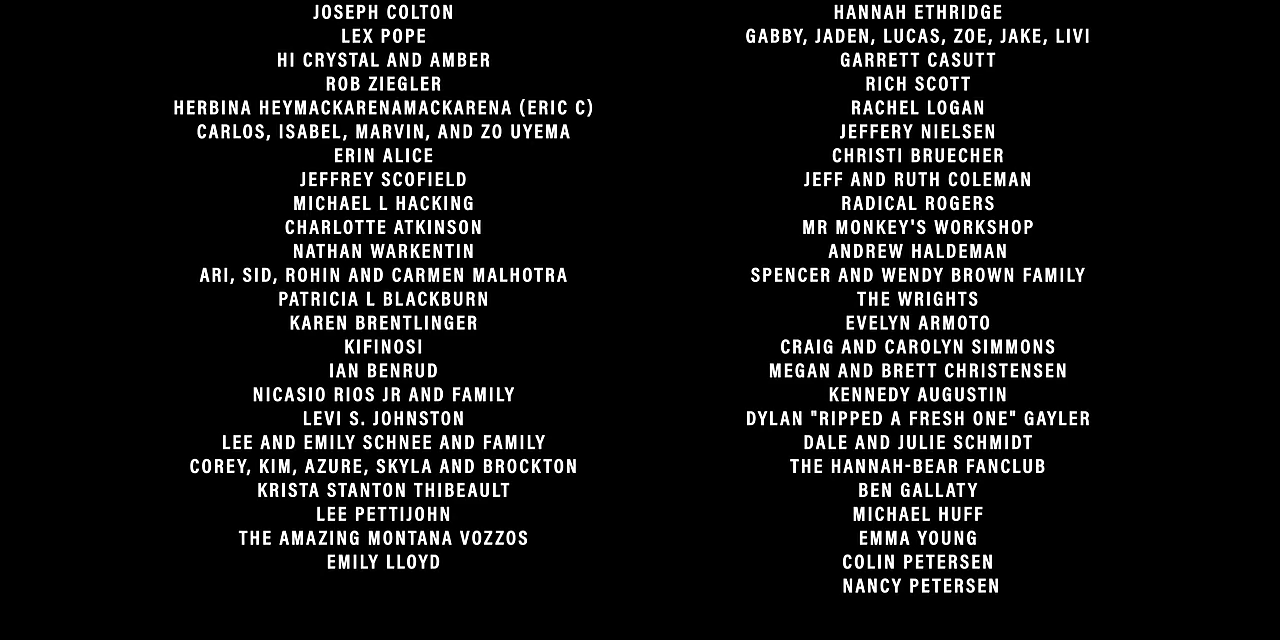 JOSEPH COLTON
LEX POPE
HI CRYSTAL AND AMBER
ROB ZIEGLER
HERBINA HEYMACKARENAMACKARENA (ERIC C)
CARLOS, ISABEL, MARVIN, AND ZO UYEMA
ERIN ALICE
JEFFREY SCOFIELD
MICHAEL L HACKING
CHARLOTTE ATKINSON
NATHAN WARKENTIN
ARI, SID, ROHIN AND CARMEN MALHOTRA
PATRICIA L BLACKBURN
KAREN BRENTLINGER
KIFINOSI
IAN BENRUD
NICASIO RIOS JR AND FAMILY
LEVI S. JOHNSTON
LEE AND EMILY SCHNEE AND FAMILY
COREY, KIM, AZURE, SKYLA AND BROCKTON
KRISTA STANTON THIBEAULT
LEE PETTIJOHN
THE AMAZING MONTANA VOZZOS
EMILY LLOYD
HANNAH ETHRIDGE
GABBY, JADEN, LUCAS, ZOE, JAKE, LIVI
GARRETT CASUTT
RICH SCOTT
RACHEL LOGAN
JEFFERY NIELSEN
CHRISTI BRUECHER
JEFF AND RUTH COLEMAN
RADICAL ROGERS
MR MONKEY'S WORKSHOP
ANDREW HALDEMAN
SPENCER AND WENDY BROWN FAMILY
THE WRIGHTS
EVELYN ARMOTO
CRAIG AND CAROLYN SIMMONS
MEGAN AND BRETT CHRISTENSEN
KENNEDY AUGUSTIN
DYLAN "RIPPED A FRESH ONE" GAYLER
DALE AND JULIE SCHMIDT
THE HANNAH-BEAR FANCLUB
BEN GALLATY
MICHAEL HUFF
EMMA YOUNG
COLIN PETERSEN
NANCY PETERSEN